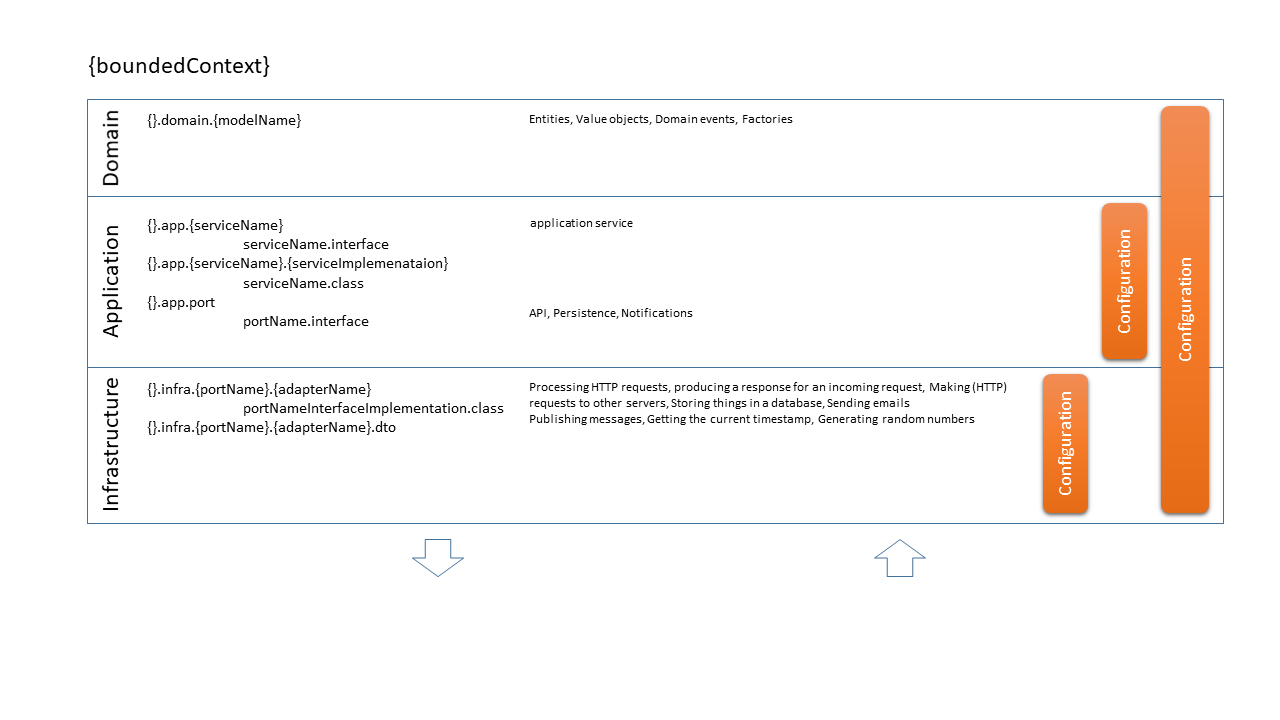 {boundedContext}
Domain
{}.domain.{modelName}
Entities, Value objects, Domain events, Factories
Application
{}.app.{serviceName}
serviceName.interface
{}.app.{serviceName}.{serviceImplemenataion}
serviceName.class
{}.app.port
portName.interface
application service
API, Persistence, Notifications
Configuration
Configuration
Infrastructure
{}.infra.{portName}.{adapterName}
portNameInterfaceImplementation.class
{}.infra.{portName}.{adapterName}.dto
Processing HTTP requests, producing a response for an incoming request, Making (HTTP)
requests to other servers, Storing things in a database, Sending emails
Publishing messages, Getting the current timestamp, Generating random numbers
Configuration